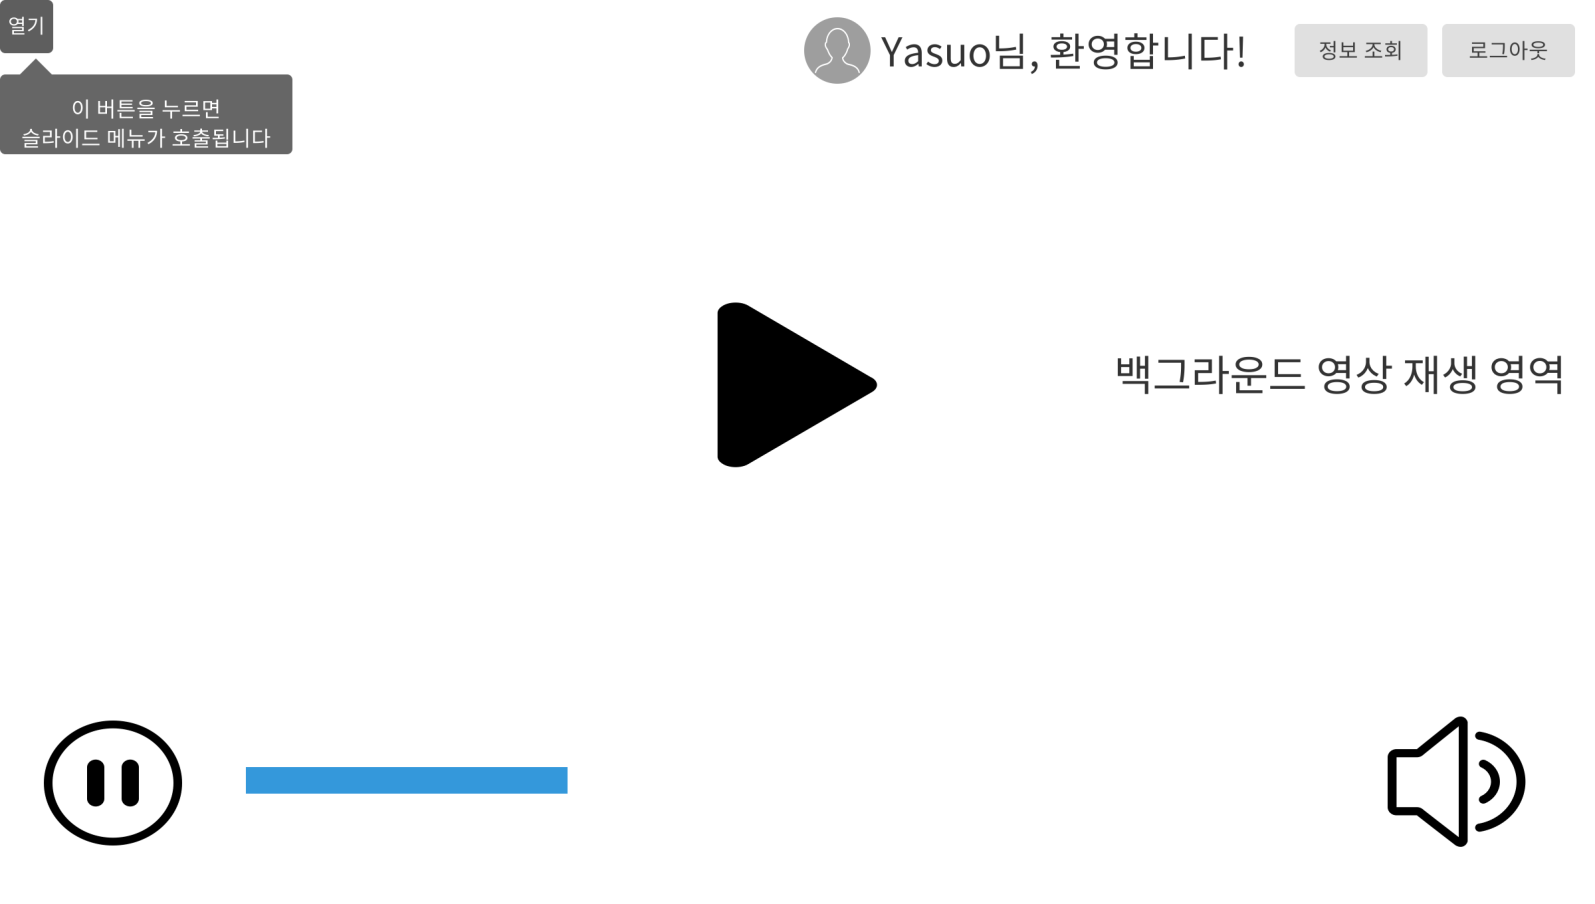 열기
이 버튼을 누르면
슬라이드 메뉴가 호출됩니다
Yasuo님, 환영합니다!
정보 조회
로그아웃
백그라운드 영상 재생 영역